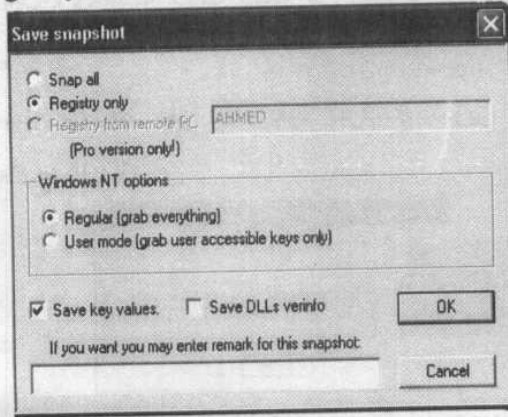 Save snapshot
Snap all
Registry only
Registry from remote PC AHMED
(Pro version only!)
Windows NT options
Regular (grab everything)
User mode (grab user accessible keys only)
Save key values. Save DLLs verinfo OK
If you want you may enter remark for this snapshot:
Cancel